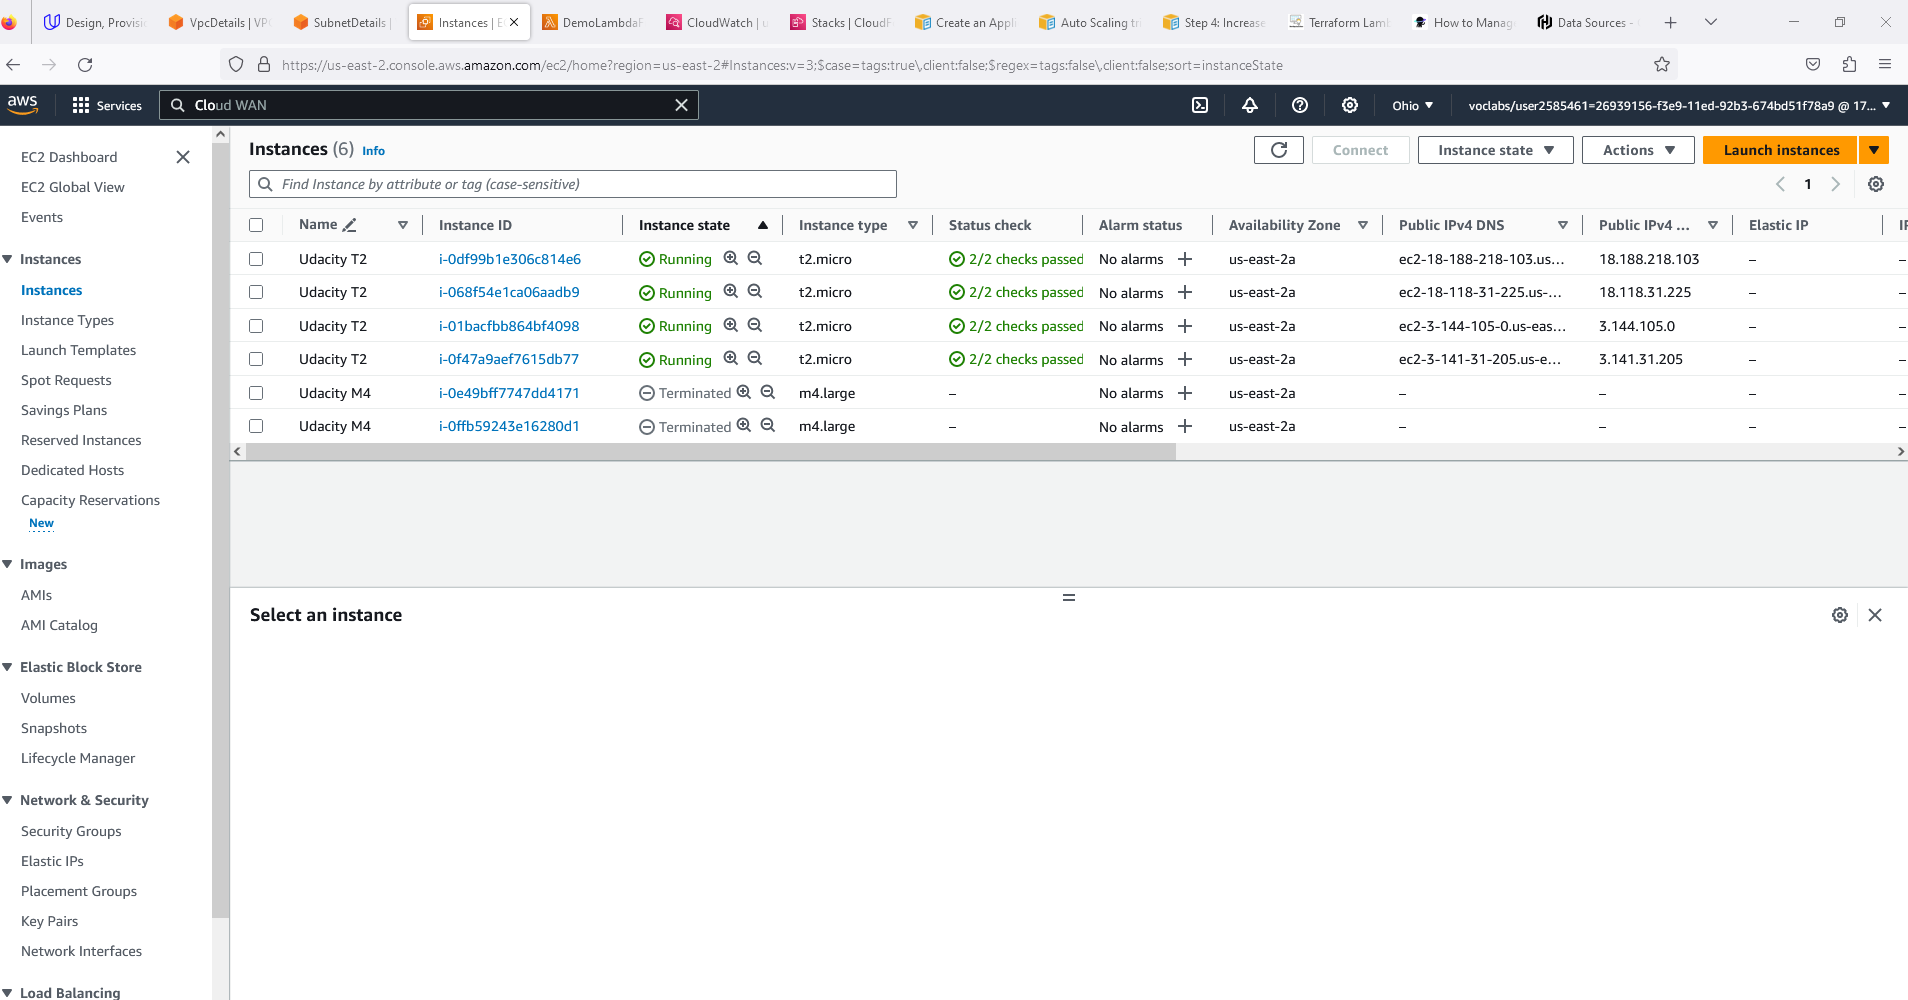 Design, Provisi
VpcDetails | VP
SubnetDetails |
Instances | E
DemoLambdaF
CloudWatch | u
Stacks | CloudF
Create an Appli
Auto Scaling
Step 4: Increase
Terraform Lamb
How to Manag
Data Sources -
https://us-east-2.console.aws.amazon.com/ec2/home?region=us-east-2#Instances:v=3;$case=tags:true\,client:false;$regex=tags:false\,client:false;sort=instanceState
aws Services Cloud WAN Ohio voclabs/user2585461=26939156-f3e9-11ed-92b3-674bd51f78a9 @ 17...
EC2 Dashboard
EC2 Global View
Events
Instances
Instances
Instance Types
Launch Templates
Spot Requests
Savings Plans
Reserved Instances
Dedicated Hosts
Capacity Reservations
New
Images
AMIs
AMI Catalog
Elastic Block Store
Volumes
Snapshots
Lifecycle Manager
Network & Security
Security Groups
Elastic IPs
Placement Groups
Key Pairs
Network Interfaces
Load Balancing
Instances (6) Info
Connect Instance state Actions Launch instances
Find Instance by attribute or tag (case-sensitive)
1
Name Instance ID Instance state Instance type Status check Alarm status Availability Zone Public IPv4 DNS Public IPv4 ... Elastic IP
Udacity T2 i-0df99b1e306c814e6 Running t2.micro 2/2 checks passed No alarms + us-east-2a ec2-18-188-218-103.us... 18.188.218.103 – –
Udacity T2 i-068f54e1ca06aadb9 Running t2.micro 2/2 checks passed No alarms + us-east-2a ec2-18-118-31-225.us-... 18.118.31.225 – –
Udacity T2 i-01bacfbb864bf4098 Running t2.micro 2/2 checks passed No alarms + us-east-2a ec2-3-144-105-0.us-eas... 3.144.105.0 – –
Udacity T2 i-0f47a9aef7615db77 Running t2.micro 2/2 checks passed No alarms + us-east-2a ec2-3-141-31-205.us-e... 3.141.31.205 – –
Udacity M4 i-0e49bff7747dd4171 Terminated m4.large – No alarms + us-east-2a – – – –
Udacity M4 i-0ffb59243e16280d1 Terminated m4.large – No alarms + us-east-2a – – – –
Select an instance